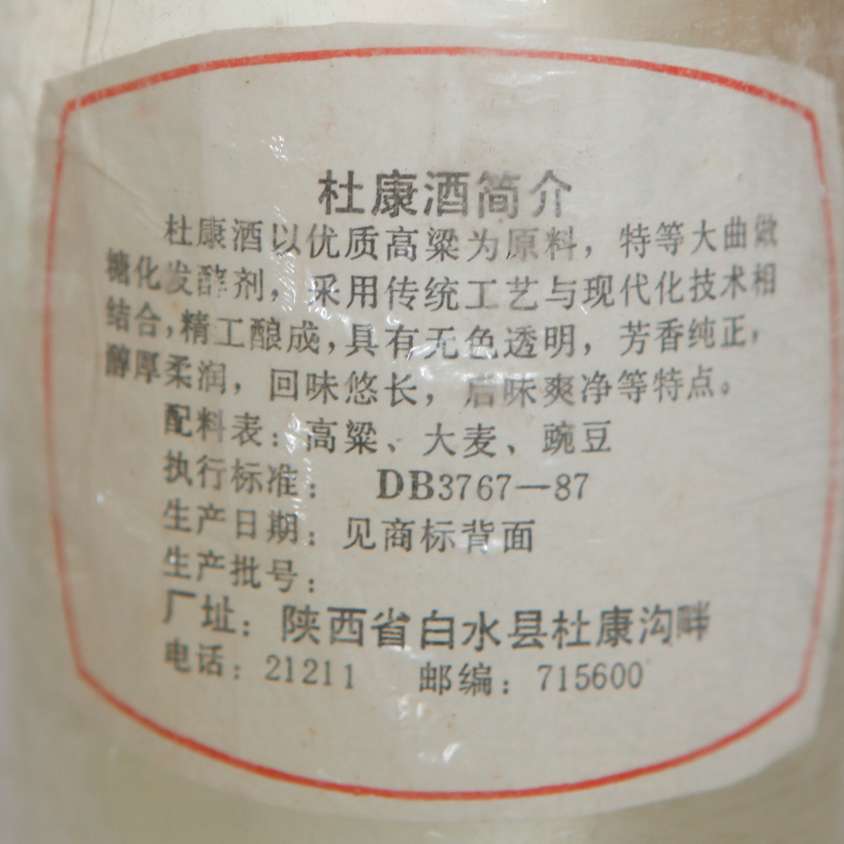 杜康酒简介
杜康酒以优质高粱为原料，特等大曲做
糖化发酵剂，采用传统工艺与现代化技术相
结合，精工酿成，具有无色透明，芳香纯正，
醇厚柔润，回味悠长，后味爽净等特点。
配料表：高粱、大麦、豌豆
执行标准： DB3767—87
生产日期：见商标背面
生产批号：
厂址：陕西省白水县杜康沟畔
电话：21211 邮编：715600